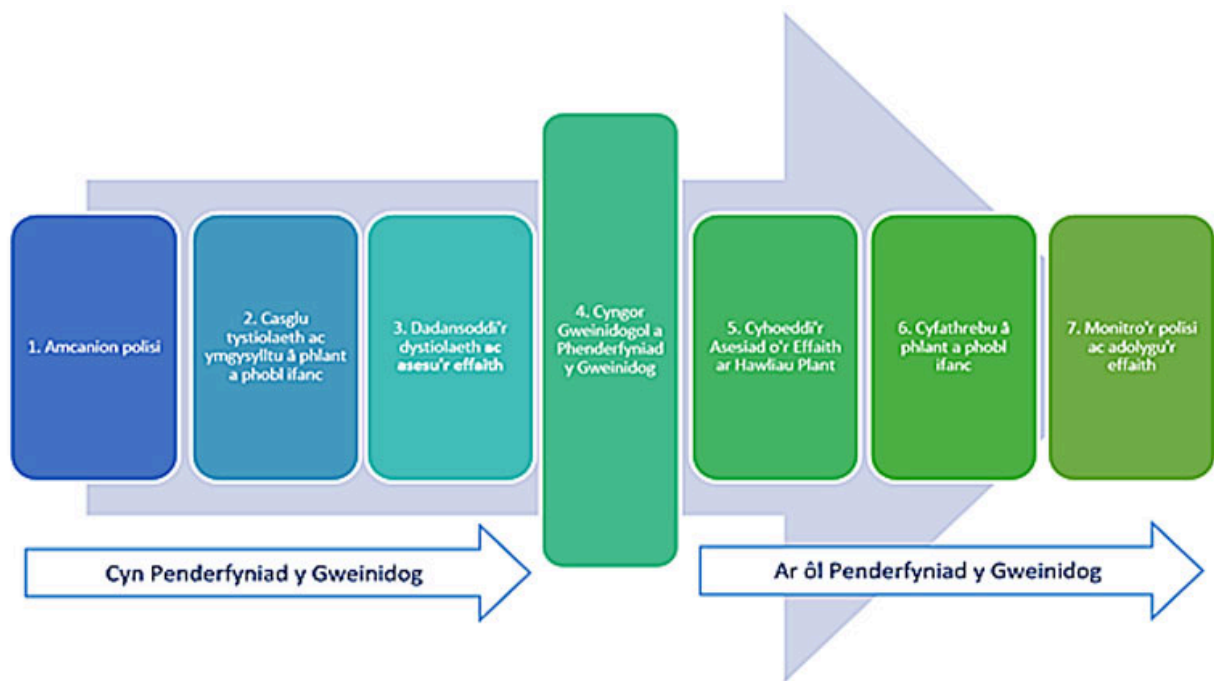 1. Amcanion polisi
2. Casglu
tystiolaeth ac
ymgysylltu â phlant
a phobl ifanc
3. Dadansoddi'r
dystiolaeth ac
asesu'r effaith
4. Cyngor
Gweinidogol a
Phenderfyniad
y Gweinidog
5. Cyhoeddi'r
Asesiad o'r Effaith
ar Hawliau Plant
6. Cyfathrebu â
phlant a phobl
ifanc
7. Monitro'r polisi
ac adolygu'r
effaith
Cyn Penderfyniad y Gweinidog
Ar ôl Penderfyniad y Gweinidog